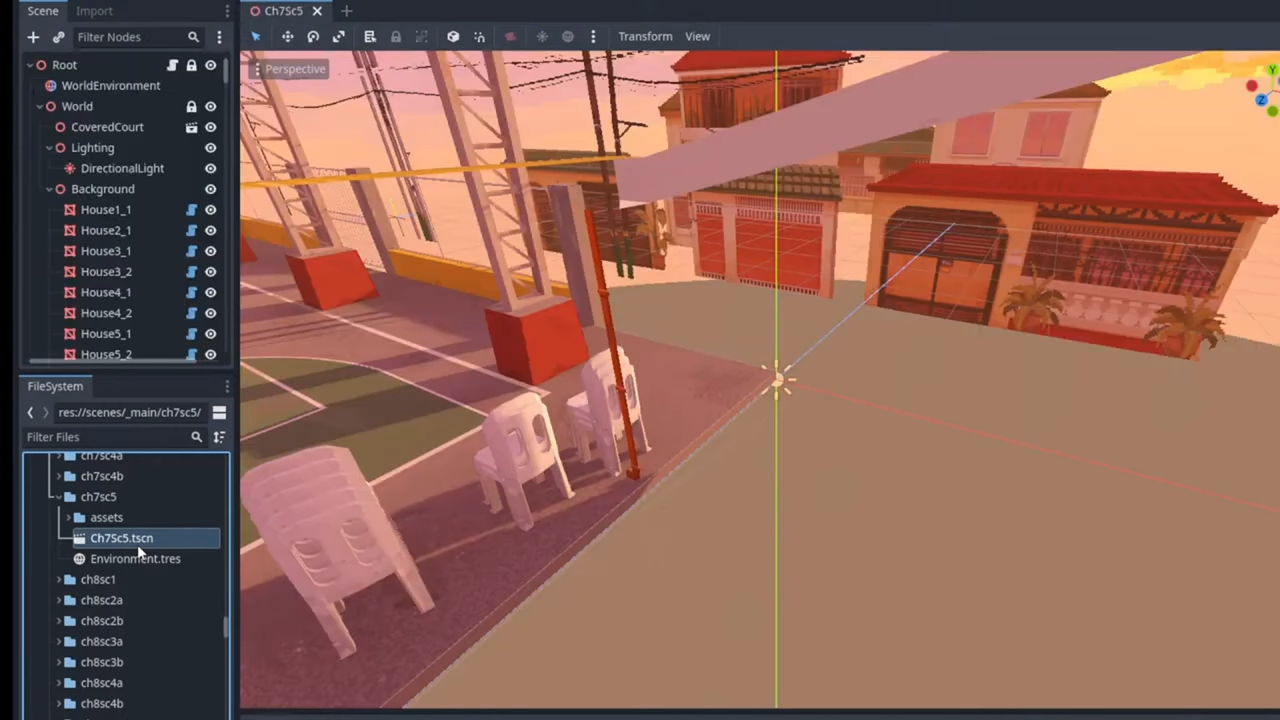 Scene Import
Ch7Sc5
Filter Nodes
Transform View
Root
Perspective
WorldEnvironment
World
CoveredCourt
Lighting
DirectionalLight
Background
House1_1
House2_1
House3_1
House3_2
House4_1
House4_2
House5_1
House5_2
FileSystem
res://scenes/_main/ch7sc5/
Filter Files
ch7sc4a
ch7sc4b
ch7sc5
assets
Ch7Sc5.tscn
Environment.tres
ch8sc1
ch8sc2a
ch8sc2b
ch8sc3a
ch8sc3b
ch8sc4a
ch8sc4b
Y
Z